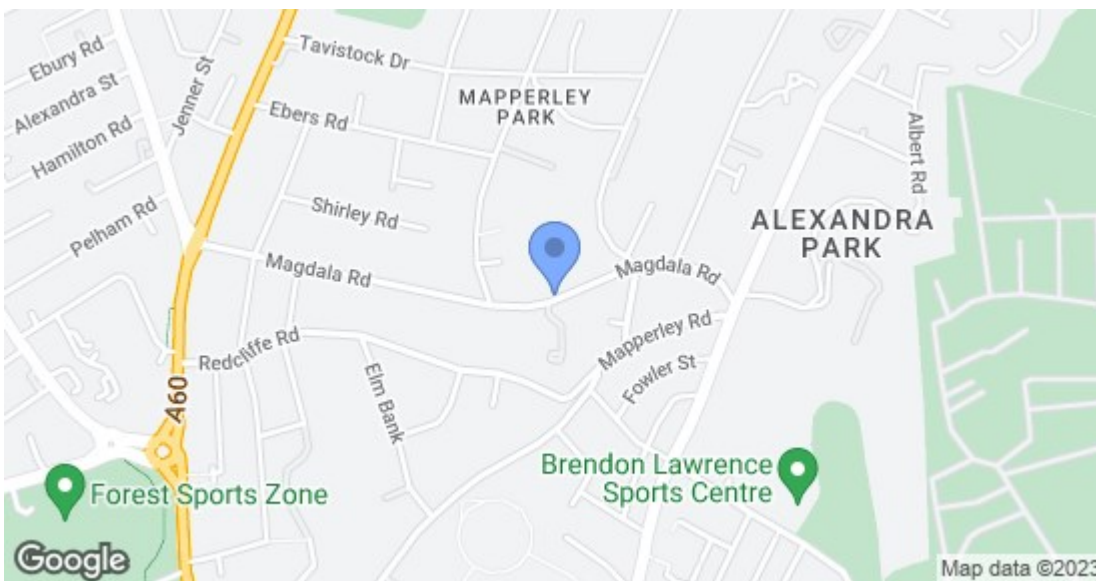 Tavistock Dr
Ebury Rd
Alexandra St
Jenner St
MAPPERLEY
PARK
Hamilton Rd
Ebers Rd
Albert Rd
Pelham Rd
Shirley Rd
ALEXANDRA
PARK
Magdala Rd
Magdala Rd
Mapperley Rd
Redcliffe Rd
Fowler St
A60
Elm Bank
Brendon Lawrence
Sports Centre
Forest Sports Zone
Google
Map data ©2023